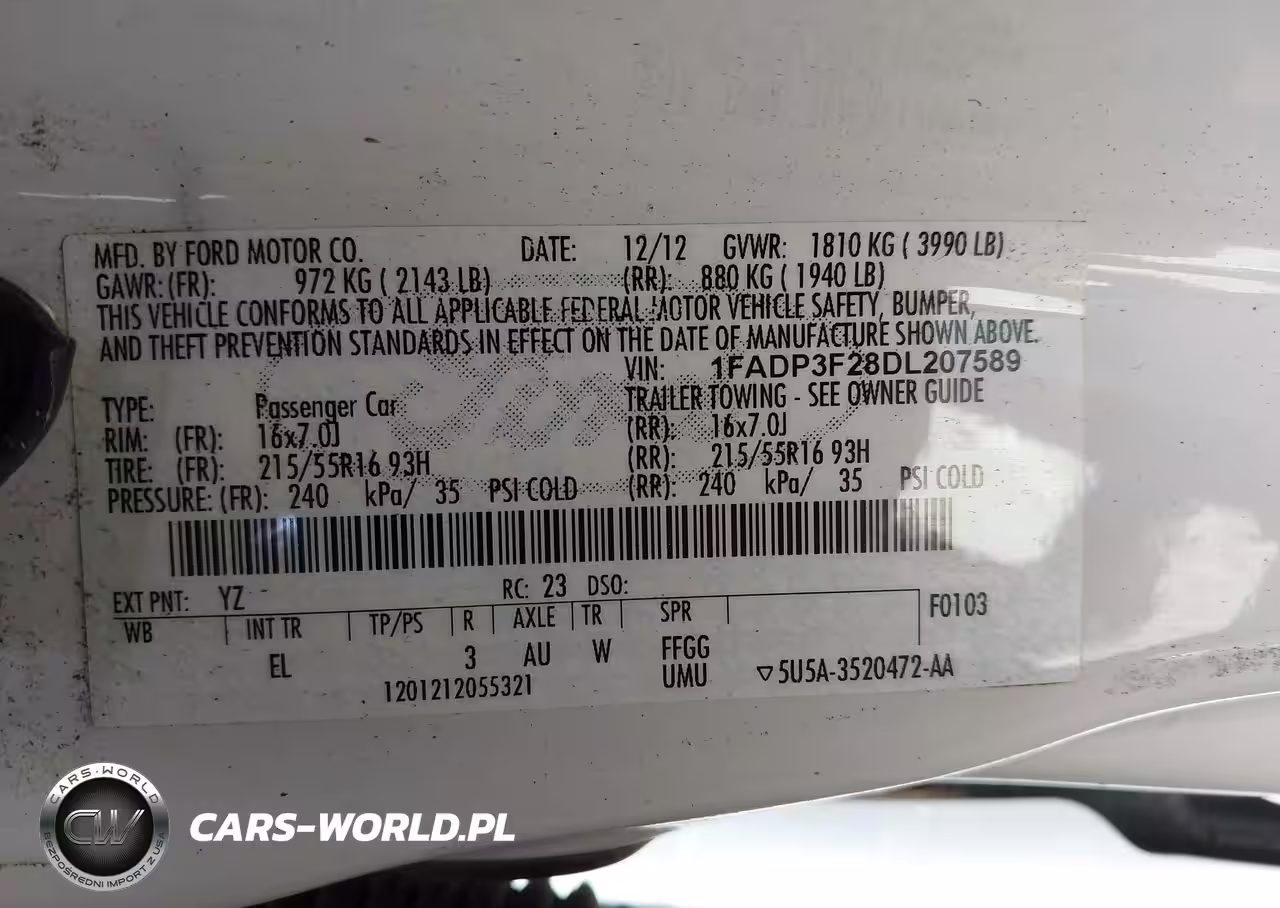 MFD. BY FORD MOTOR CO. DATE: 12/12 GVWR: 1810 KG ( 3990 LB)
GAWR: (FR): 972 KG ( 2143 LB) (RR): 880 KG ( 1940 LB)
THIS VEHICLE CONFORMS TO ALL APPLICABLE FEDERAL MOTOR VEHICLE SAFETY, BUMPER,
AND THEFT PREVENTION STANDARDS IN EFFECT ON THE DATE OF MANUFACTURE SHOWN ABOVE.
VIN: 1FADP3F28DL207589
TYPE: Passenger Car TRAILER TOWING - SEE OWNER GUIDE
RIM: (FR): 16x7.0J (RR): 16x7.0J
TIRE: (FR): 215/55R16 93H (RR): 215/55R16 93H
PRESSURE: (FR): 240 kPa/ 35 PSI COLD (RR): 240 kPa/ 35 PSI COLD
EXT PNT: YZ RC: 23 DSO:
WB INT TR TP/PS R AXLE TR SPR F0103
EL 3 AU W FFGG
UMU ▽5U5A-3520472-AA
1201212055321
CARS-WORLD
CW
BEZPOŚREDNI IMPORT Z USA
CARS-WORLD.PL